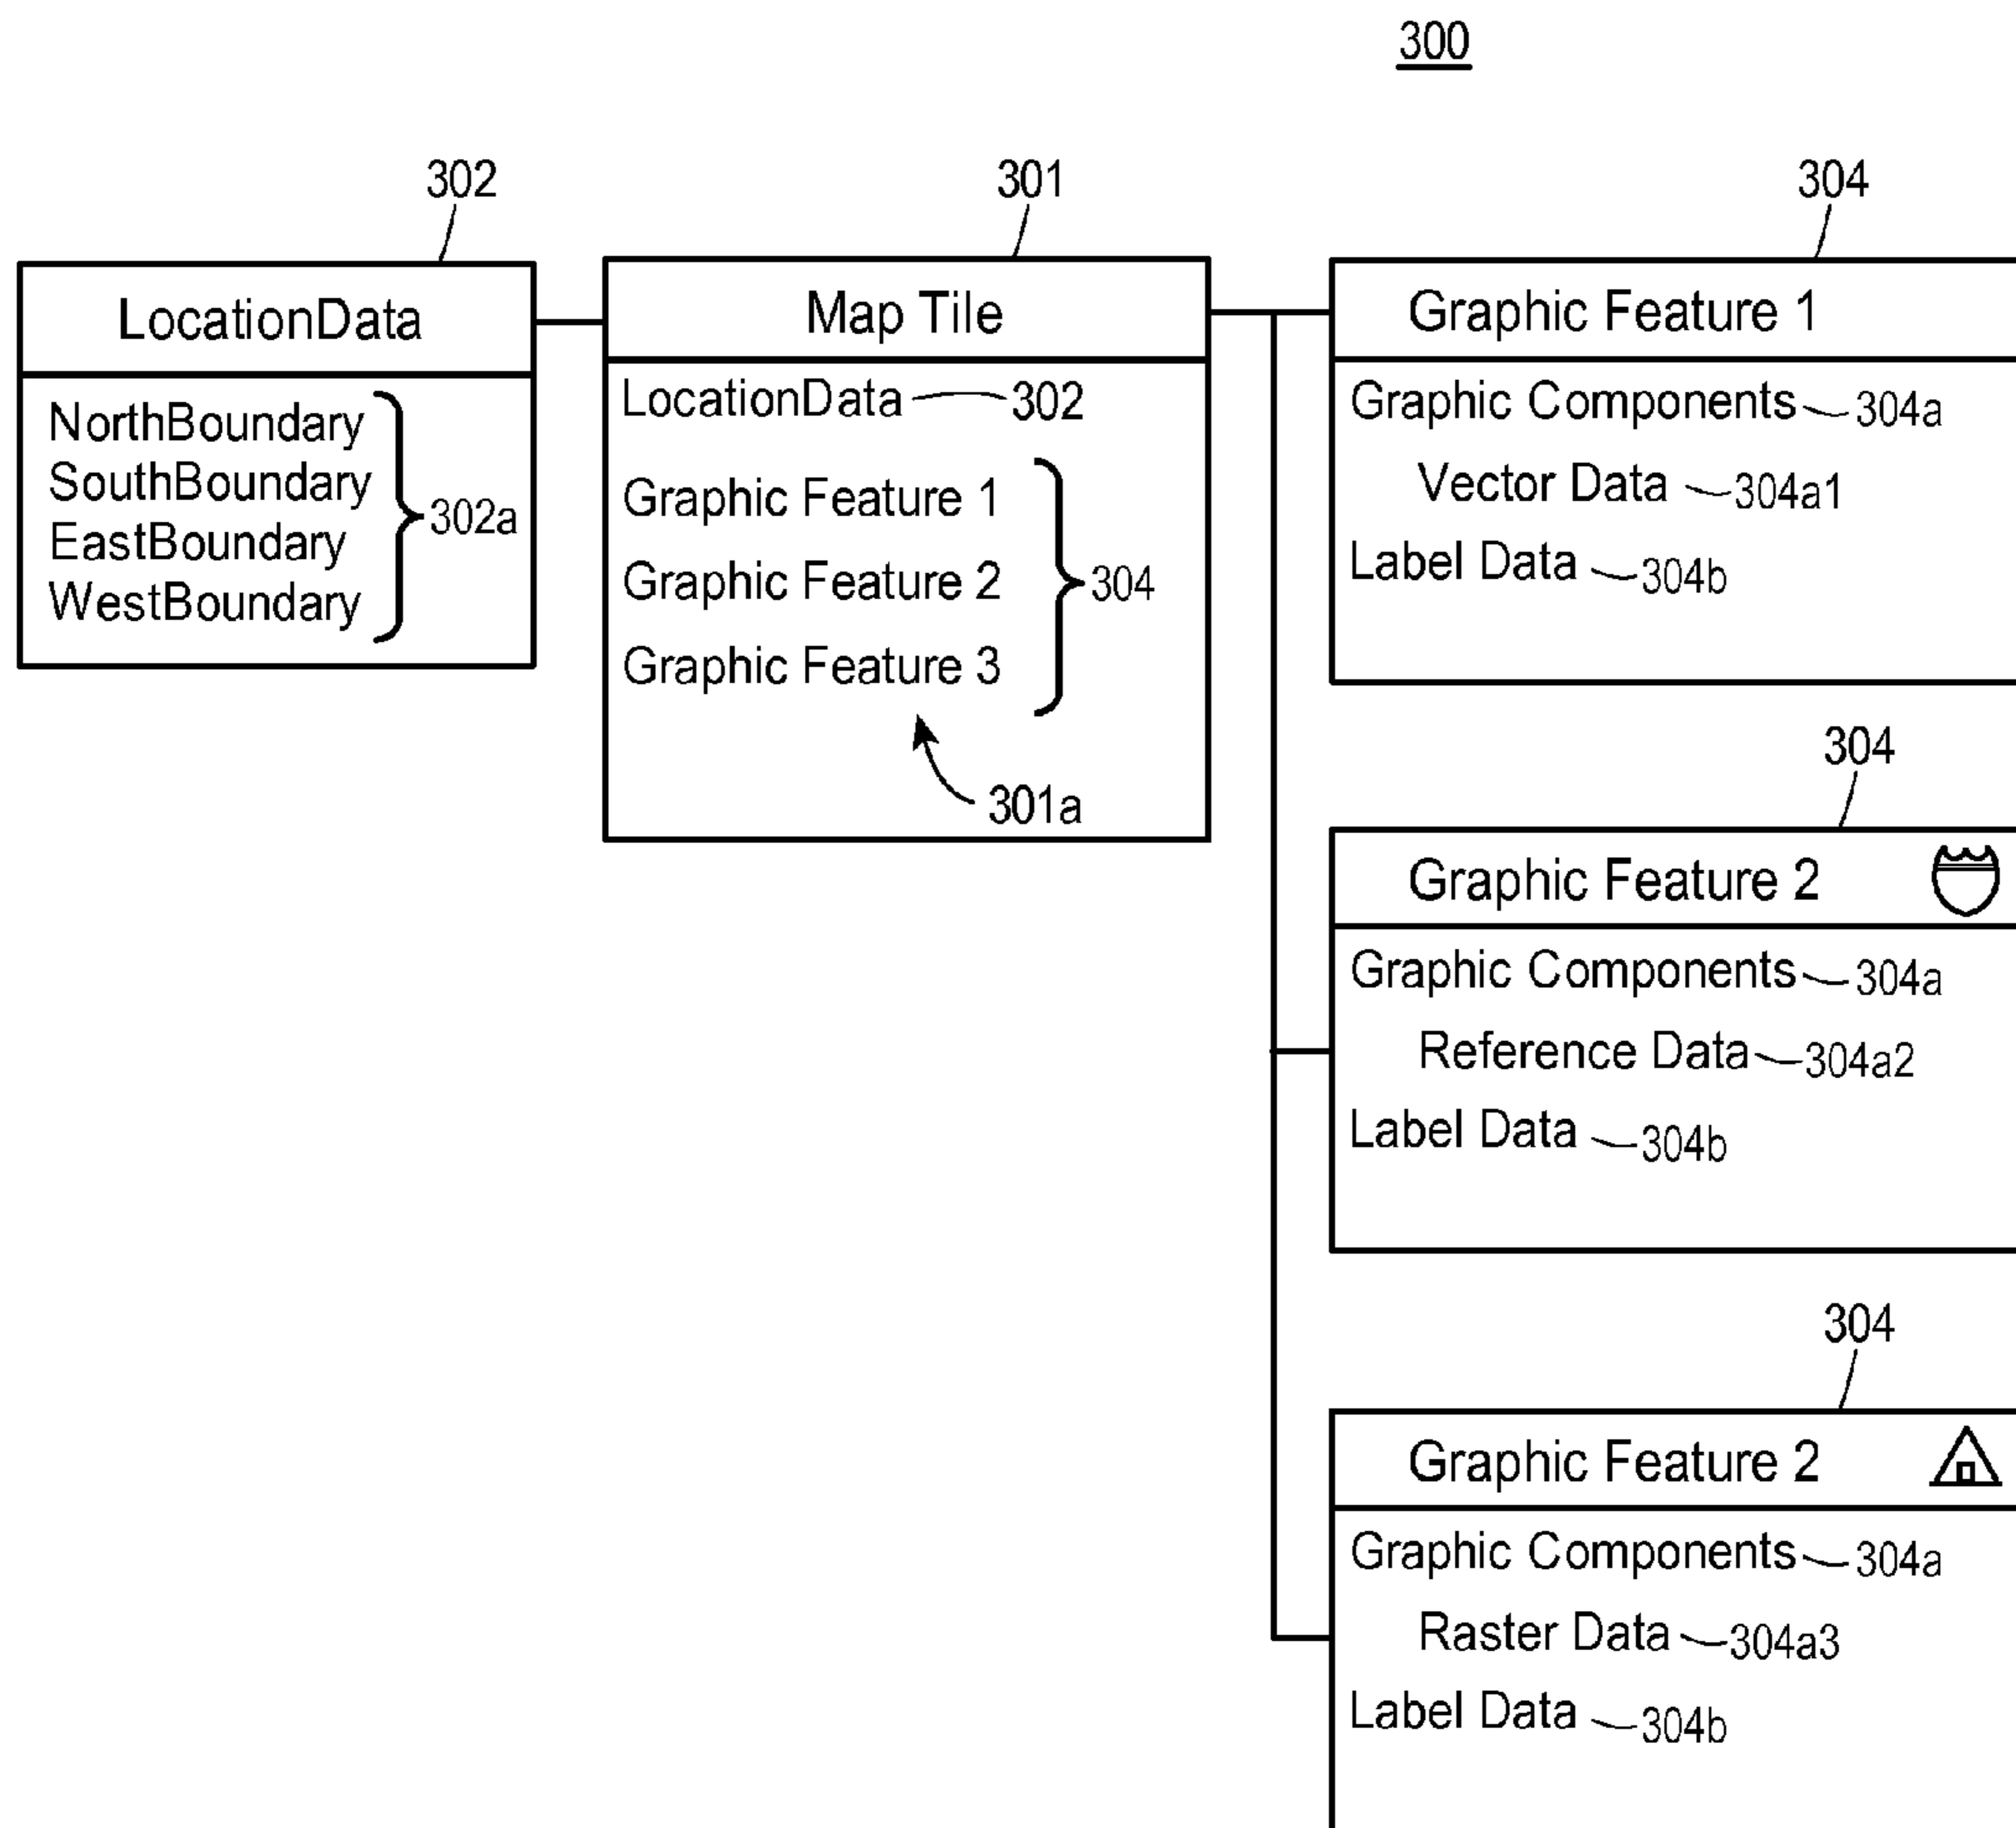 300
302
LocationData
NorthBoundary
SouthBoundary
EastBoundary
WestBoundary
302a
301
Map Tile
LocationData 302
Graphic Feature 1
Graphic Feature 2
Graphic Feature 3
304
301a
304
Graphic Feature 1
Graphic Components 304a
Vector Data 304a1
Label Data 304b
304
Graphic Feature 2
Graphic Components 304a
Reference Data 304a2
Label Data 304b
304
Graphic Feature 2
Graphic Components 304a
Raster Data 304a3
Label Data 304b